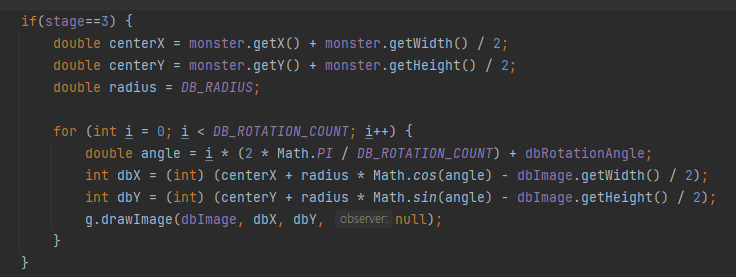 if(stage==3) {
    double centerX = monster.getX() + monster.getWidth() / 2;
    double centerY = monster.getY() + monster.getHeight() / 2;
    double radius = DB_RADIUS;

    for (int i = 0; i < DB_ROTATION_COUNT; i++) {
        double angle = i * (2 * Math.PI / DB_ROTATION_COUNT) + dbRotationAngle;
        int dbX = (int) (centerX + radius * Math.cos(angle) - dbImage.getWidth() / 2);
        int dbY = (int) (centerY + radius * Math.sin(angle) - dbImage.getHeight() / 2);
        g.drawImage(dbImage, dbX, dbY, observer: null);
    }
}